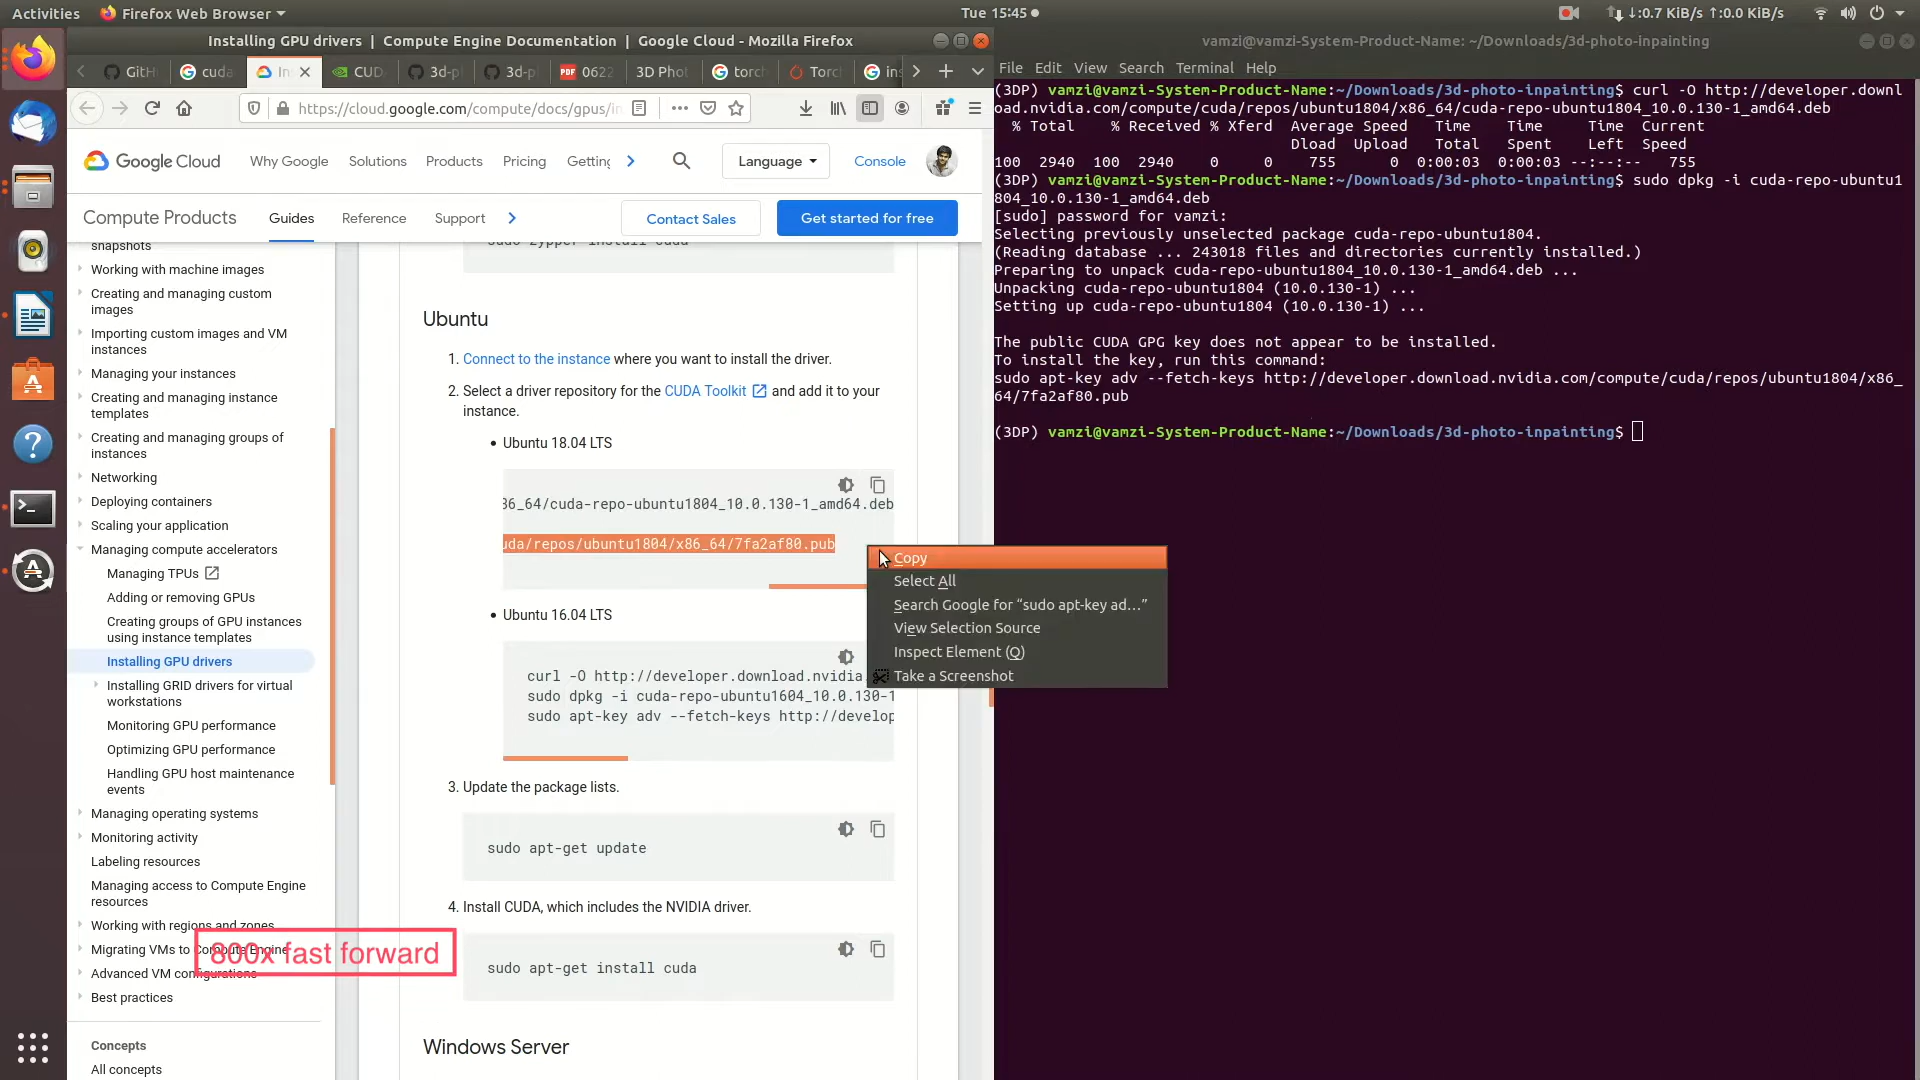 Activities Firefox Web Browser Tue 15:45 ↓:0.7 KiB/s ↑:0.0 KiB/s
Installing GPU drivers | Compute Engine Documentation | Google Cloud - Mozilla Firefox
GitH cuda In CUD 3d-p 3d-p PDF 0622 3D Phot torch Torc ins
https://cloud.google.com/compute/docs/gpus/in
Google Cloud Why Google Solutions Products Pricing Getting Language Console
Compute Products Guides Reference Support Contact Sales Get started for free
snapshots
Working with machine images
Creating and managing custom
images
Importing custom images and VM
instances
Managing your instances
Creating and managing instance
templates
Creating and managing groups of
instances
Networking
Deploying containers
Scaling your application
Managing compute accelerators
Managing TPUs
Adding or removing GPUs
Creating groups of GPU instances
using instance templates
Installing GPU drivers
Installing GRID drivers for virtual
workstations
Monitoring GPU performance
Optimizing GPU performance
Handling GPU host maintenance
events
Managing operating systems
Monitoring activity
Labeling resources
Managing access to Compute Engine
resources
Working with regions and zones
Migrating VMs to Compute Engine
Advanced VM configurations
Best practices
Concepts
All concepts
800x fast forward
sudo zypper install cuda
Ubuntu
1. Connect to the instance where you want to install the driver.
2. Select a driver repository for the CUDA Toolkit and add it to your
instance.
• Ubuntu 18.04 LTS
86_64/cuda-repo-ubuntu1804_10.0.130-1_amd64.deb
uda/repos/ubuntu1804/x86_64/7fa2af80.pub
• Ubuntu 16.04 LTS
curl -O http://developer.download.nvidia.
sudo dpkg -i cuda-repo-ubuntu1604_10.0.130-1
sudo apt-key adv --fetch-keys http://develop
3. Update the package lists.
sudo apt-get update
4. Install CUDA, which includes the NVIDIA driver.
sudo apt-get install cuda
Windows Server
Copy
Select All
Search Google for “sudo apt-key ad...”
View Selection Source
Inspect Element (Q)
Take a Screenshot
vamzi@vamzi-System-Product-Name: ~/Downloads/3d-photo-inpainting
File Edit View Search Terminal Help
(3DP) vamzi@vamzi-System-Product-Name:~/Downloads/3d-photo-inpainting$ curl -O http://developer.downl
oad.nvidia.com/compute/cuda/repos/ubuntu1804/x86_64/cuda-repo-ubuntu1804_10.0.130-1_amd64.deb
% Total % Received % Xferd Average Speed Time Time Time Current
Dload Upload Total Spent Left Speed
100 2940 100 2940 0 0 755 0 0:00:03 0:00:03 --:--:-- 755
(3DP) vamzi@vamzi-System-Product-Name:~/Downloads/3d-photo-inpainting$ sudo dpkg -i cuda-repo-ubuntu1
804_10.0.130-1_amd64.deb
[sudo] password for vamzi:
Selecting previously unselected package cuda-repo-ubuntu1804.
(Reading database ... 243018 files and directories currently installed.)
Preparing to unpack cuda-repo-ubuntu1804_10.0.130-1_amd64.deb ...
Unpacking cuda-repo-ubuntu1804 (10.0.130-1) ...
Setting up cuda-repo-ubuntu1804 (10.0.130-1) ...
The public CUDA GPG key does not appear to be installed.
To install the key, run this command:
sudo apt-key adv --fetch-keys http://developer.download.nvidia.com/compute/cuda/repos/ubuntu1804/x86_
64/7fa2af80.pub
(3DP) vamzi@vamzi-System-Product-Name:~/Downloads/3d-photo-inpainting$